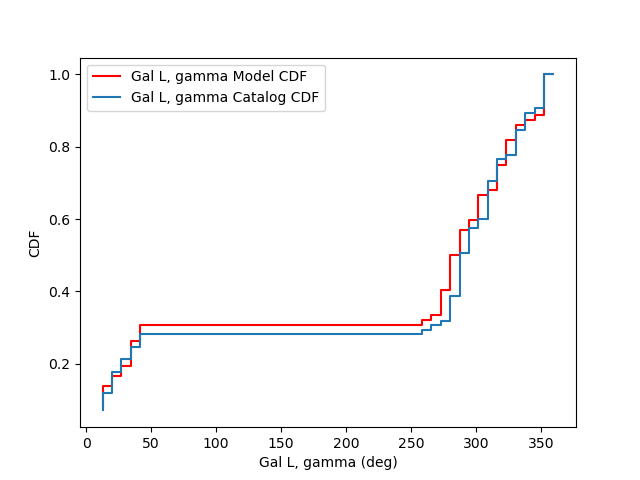 Gal L, gamma Model CDF
Gal L, gamma Catalog CDF
1.0
0.8
0.6
0.4
0.2
CDF
0 50 100 150 200 250 300 350
Gal L, gamma (deg)